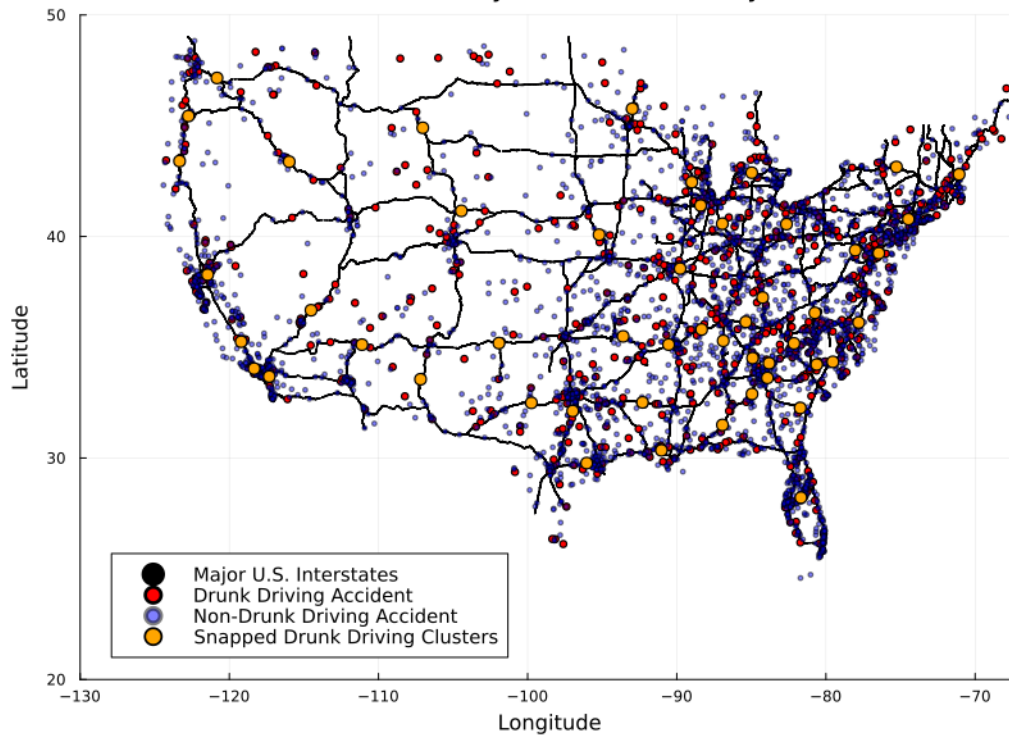 50
40
30
20
Latitude
Major U.S. Interstates
Drunk Driving Accident
Non-Drunk Driving Accident
Snapped Drunk Driving Clusters
−130
−120
−110
−100
−90
−80
−70
Longitude